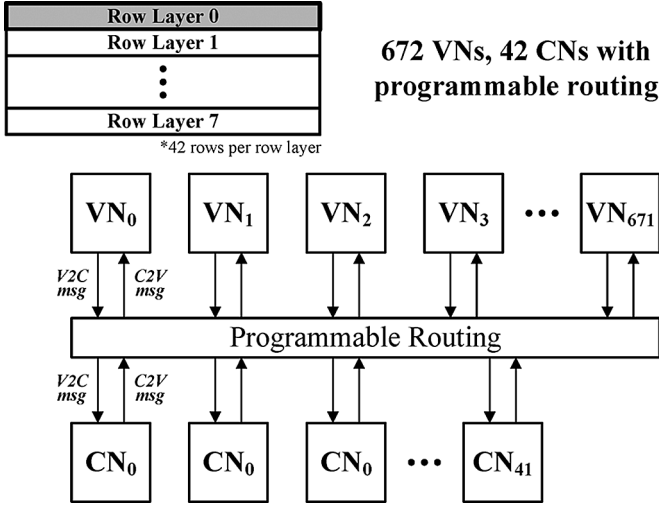 Row Layer 0
Row Layer 1
Row Layer 7
*42 rows per row layer
672 VNs, 42 CNs with
programmable routing
VN₀ VN₁ VN₂ VN₃ ••• VN₆₇₁
V2C msg C2V msg
Programmable Routing
V2C msg C2V msg
CN₀ CN₀ CN₀ ••• CN₄₁